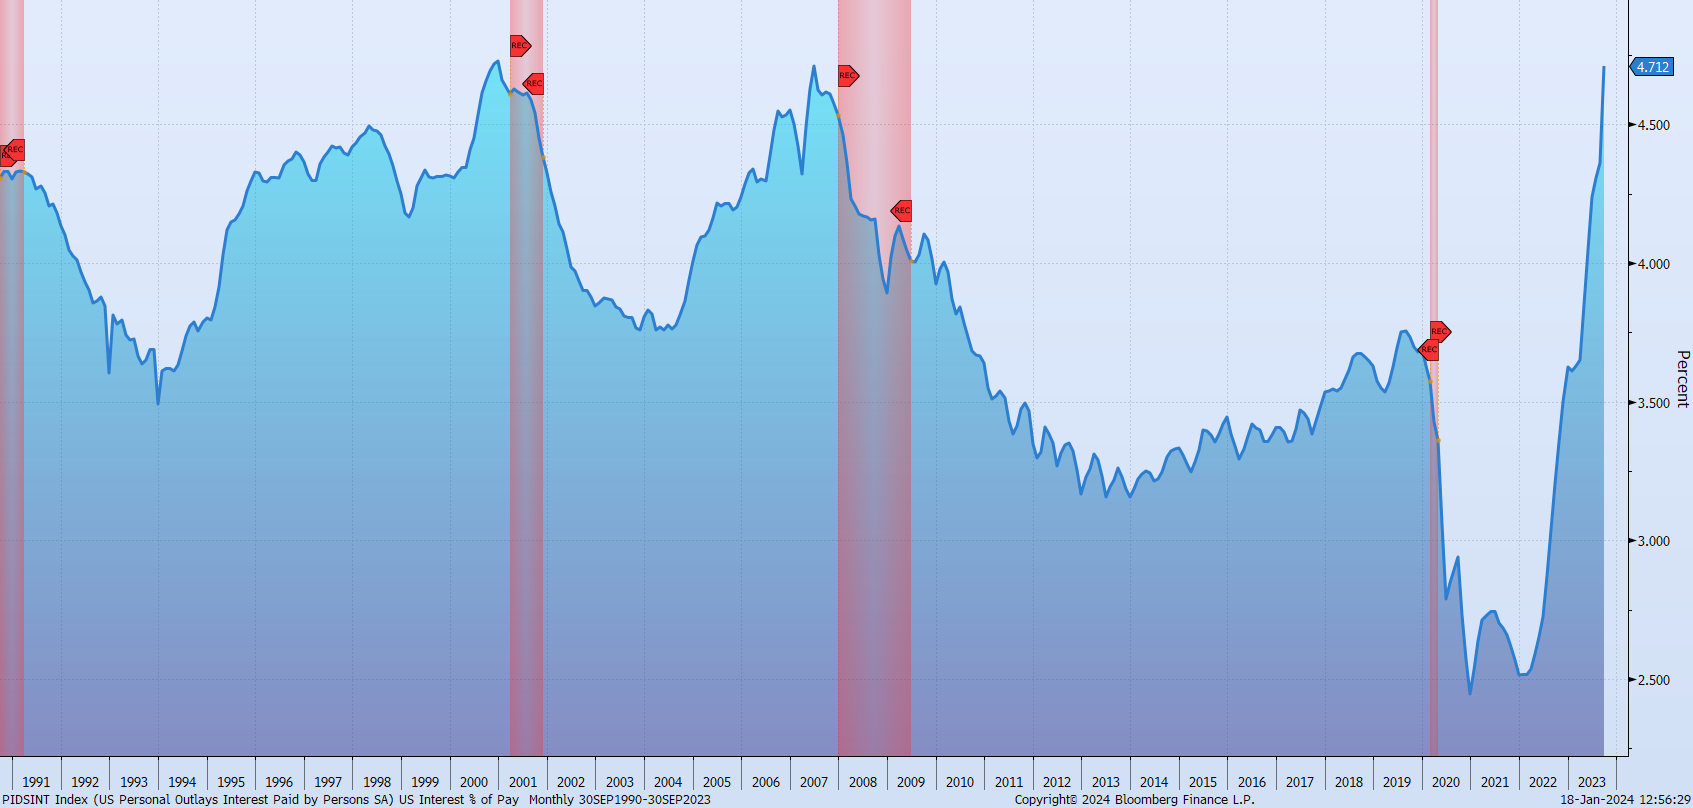 REC
REC
REC
REC
REC
REC
REC
REC
4.712
4.500
4.000
3.500
3.000
2.500
Percent
1991 1992 1993 1994 1995 1996 1997 1998 1999 2000 2001 2002 2003 2004 2005 2006 2007 2008 2009 2010 2011 2012 2013 2014 2015 2016 2017 2018 2019 2020 2021 2022 2023
PIDSINT Index (US Personal Outlays Interest Paid by Persons SA) US Interest % of Pay Monthly 30SEP1990-30SEP2023 Copyright© 2024 Bloomberg Finance L.P. 18-Jan-2024 12:56:29